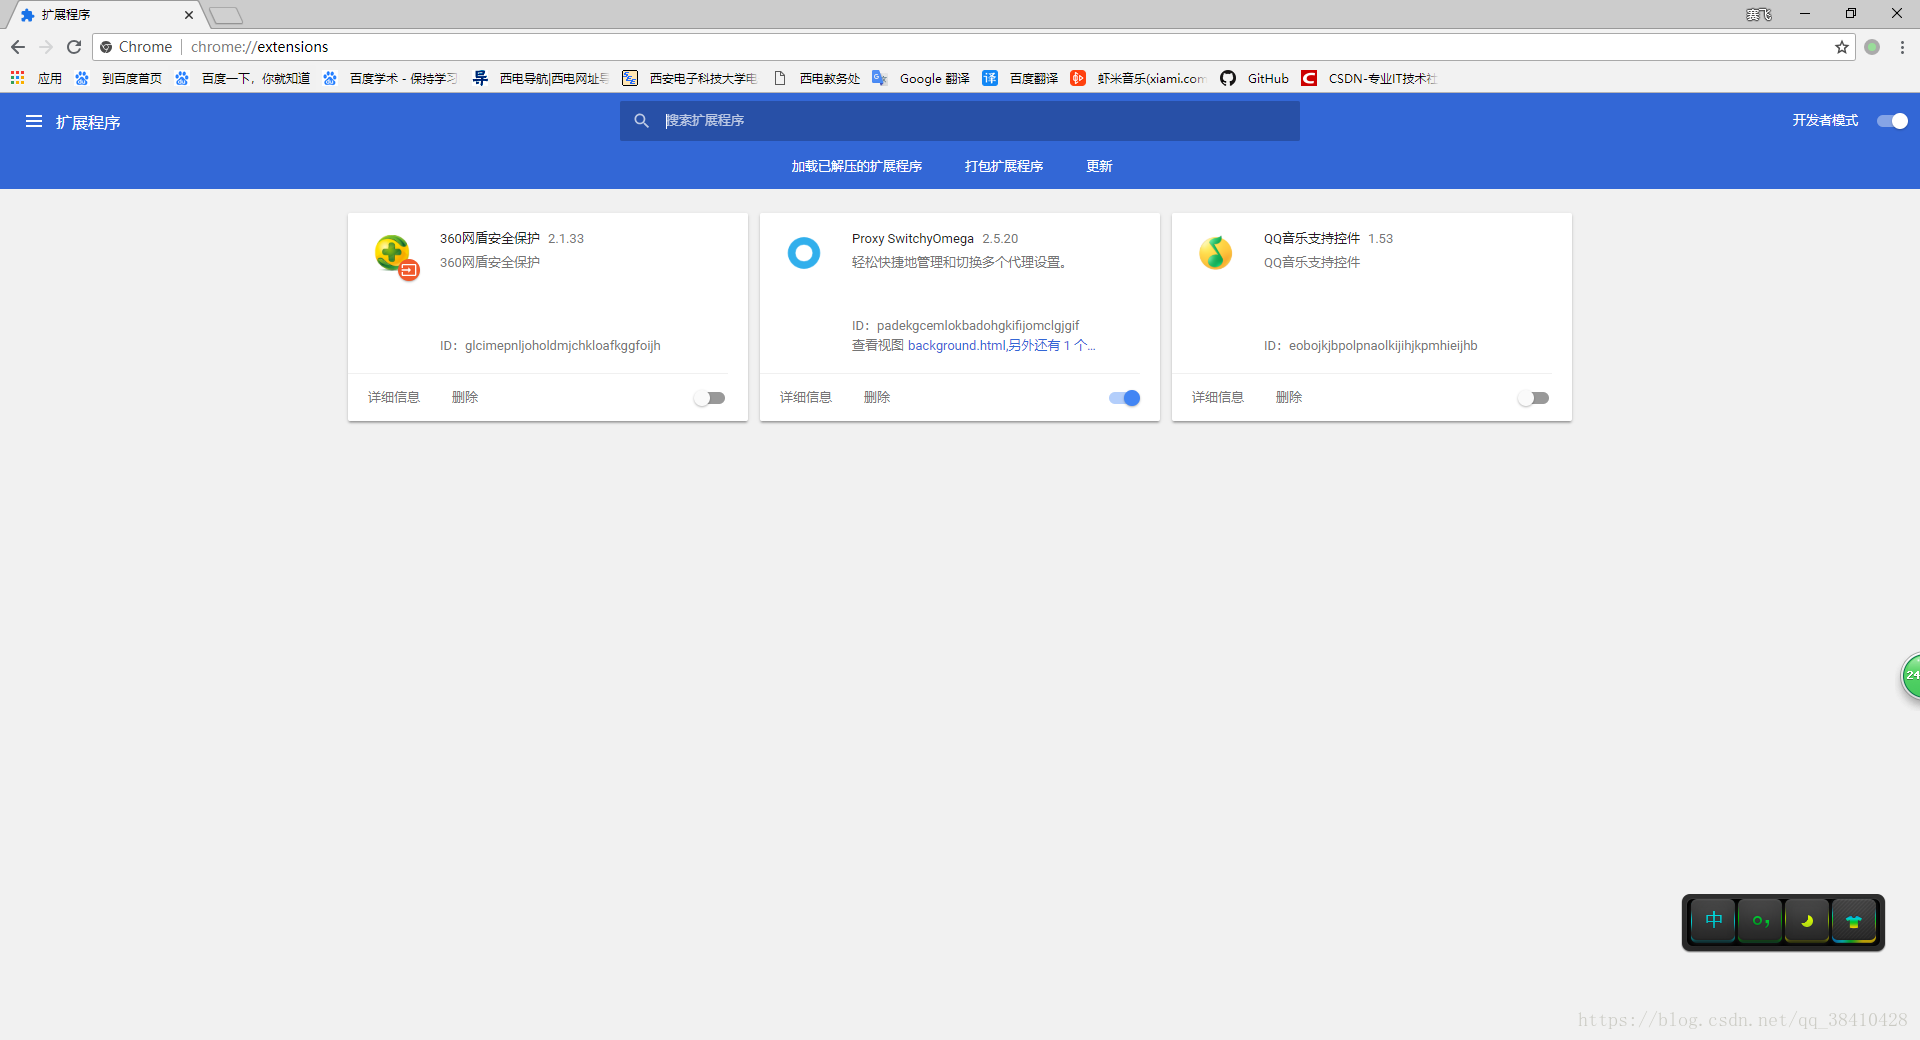 扩展程序
赛飞
Chrome chrome://extensions
应用 到百度首页 百度一下，你就知道 百度学术 - 保持学习 西电导航|西电网址导 西安电子科技大学电 西电教务处 Google 翻译 百度翻译 虾米音乐(xiami.com CSDN-专业IT技术社 GitHub
扩展程序
搜索扩展程序
开发者模式
加载已解压的扩展程序 打包扩展程序 更新
360网盾安全保护 2.1.33
360网盾安全保护
ID： glcimepnljoholdmjchkloafkggfoijh
详细信息 删除
Proxy SwitchyOmega 2.5.20
轻松快捷地管理和切换多个代理设置。
ID： padekgcemlokbadohgkifijomclgjgif
查看视图 background.html,另外还有 1 个...
详细信息 删除
QQ音乐支持控件 1.53
QQ音乐支持控件
ID： eobojkjbpolpnaolkijihjkpmhieijhb
详细信息 删除
24
中
https://blog.csdn.net/qq_38410428